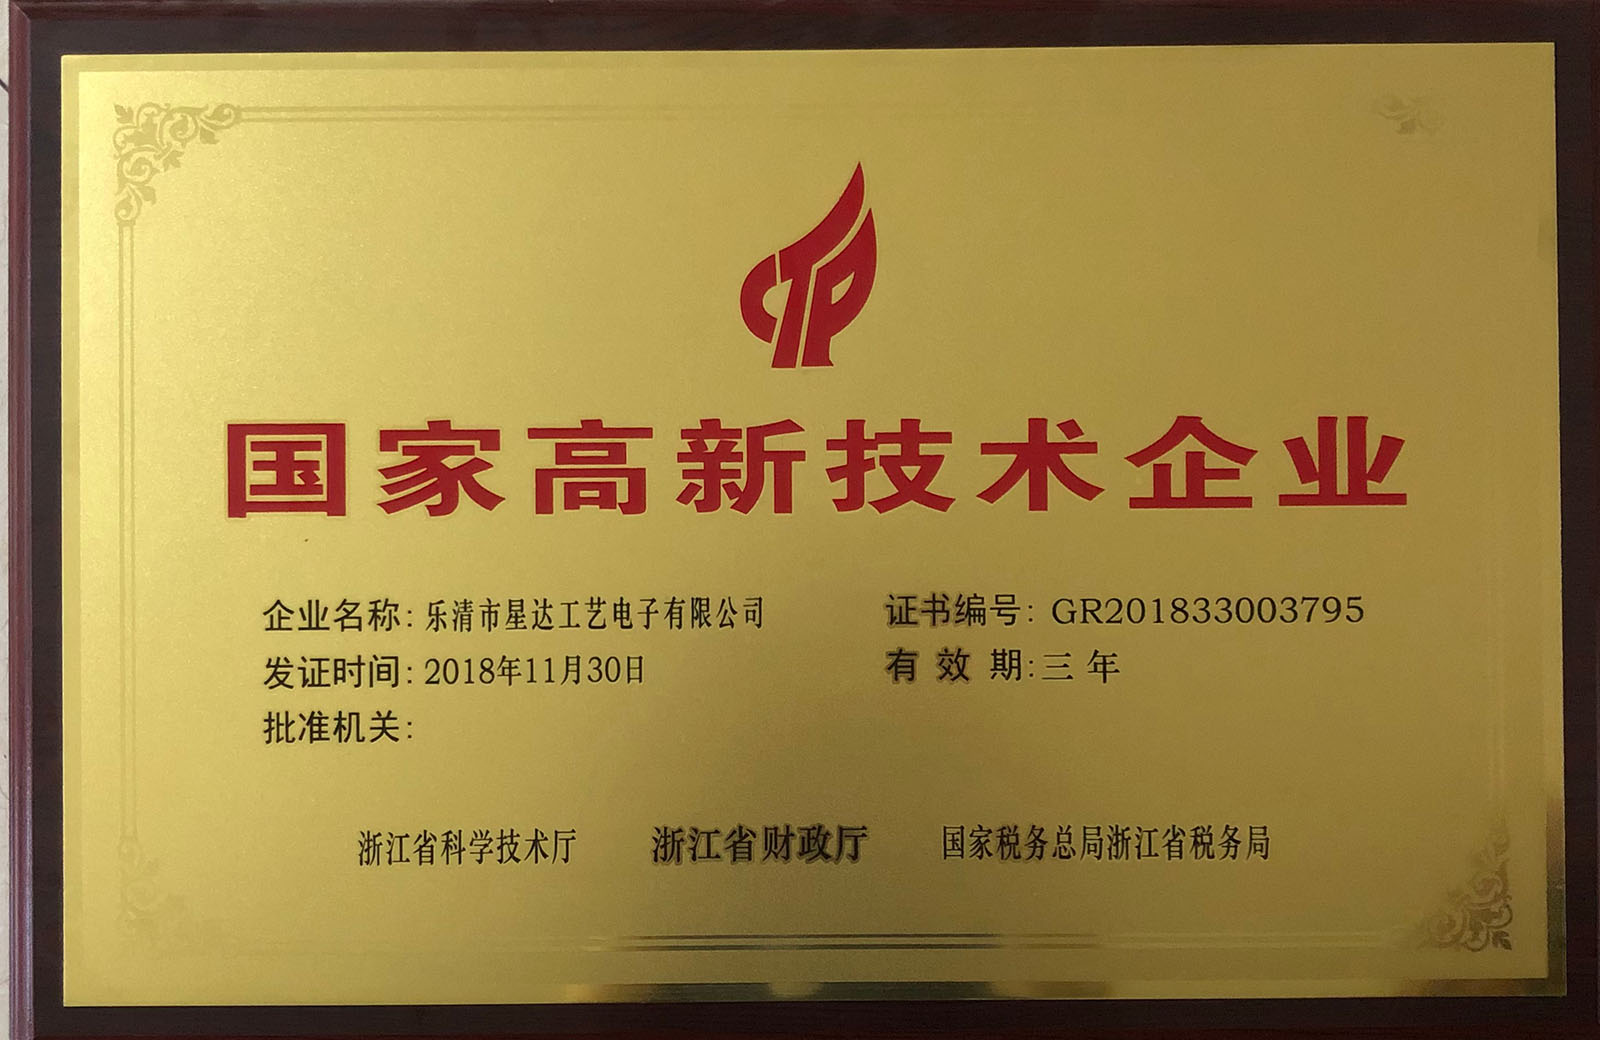 CTP
国家高新技术企业
企业名称: 乐清市星达工艺电子有限公司 证书编号: GR201833003795
发证时间: 2018年11月30日 有 效 期: 三 年
批准机关:
浙江省科学技术厅 浙江省财政厅 国家税务总局浙江省税务局